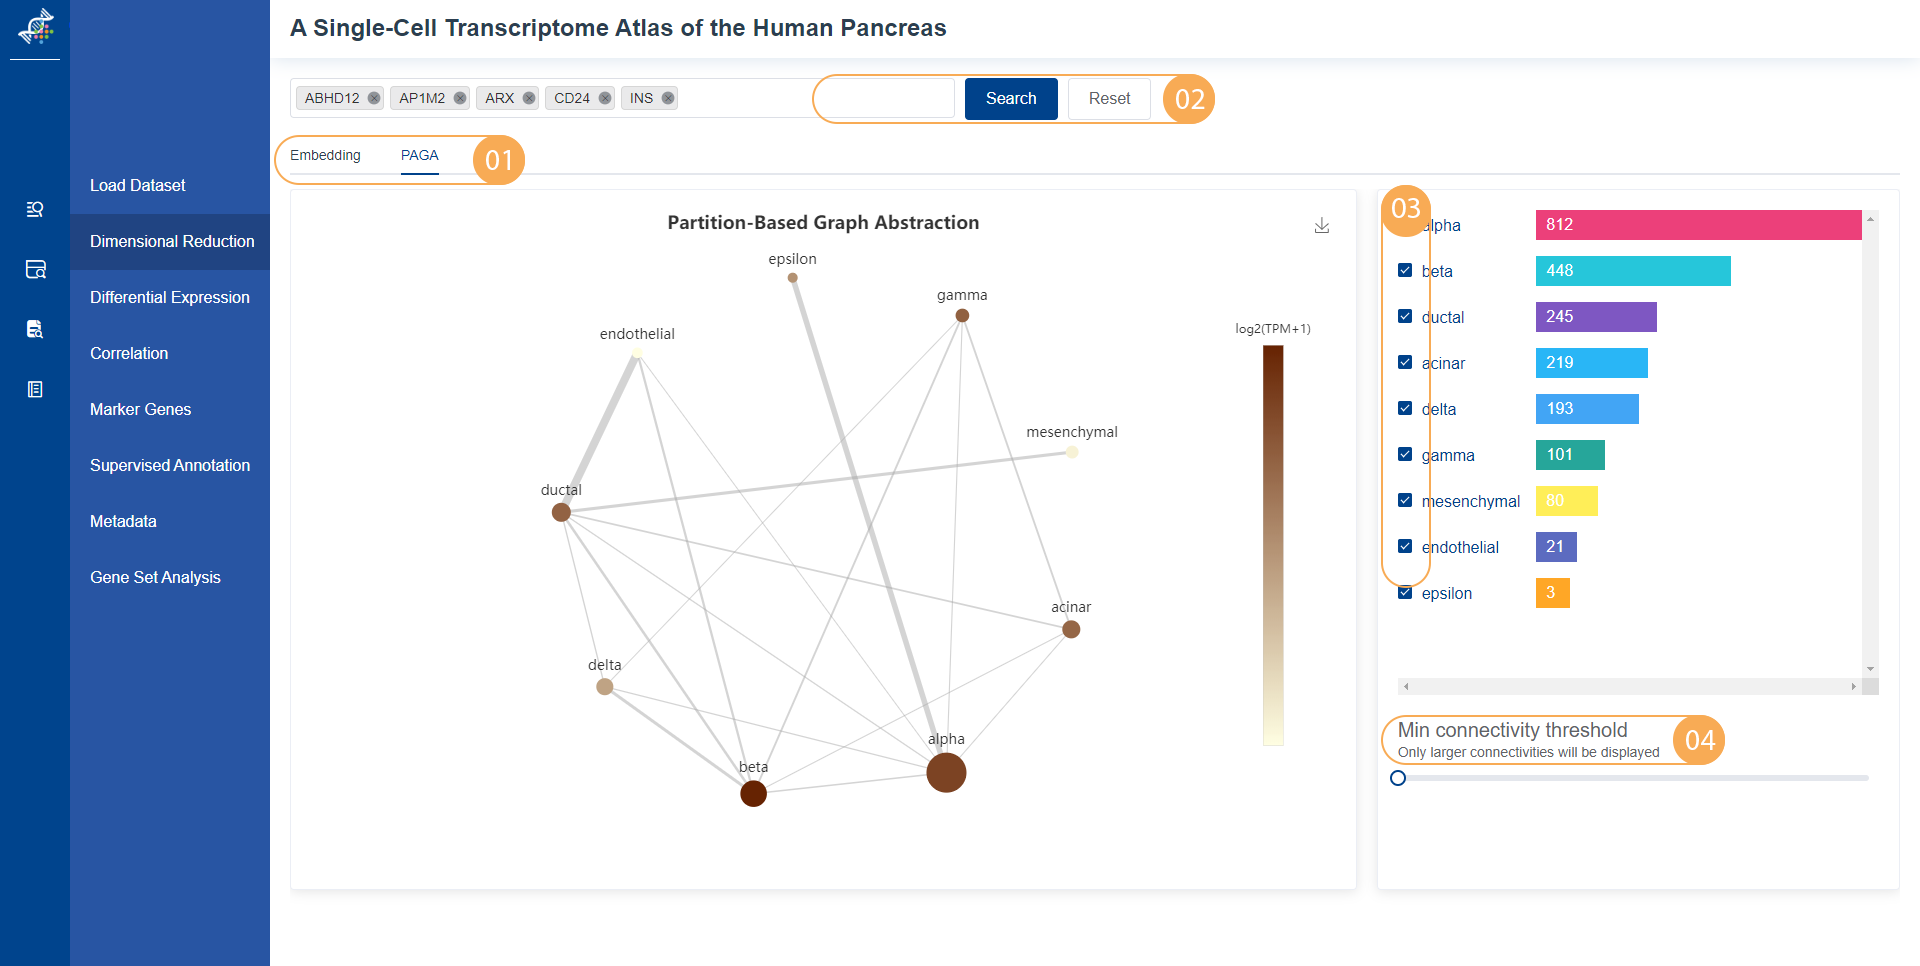 A Single-Cell Transcriptome Atlas of the Human Pancreas
ABHD12 AP1M2 ARX CD24 INS Search Reset 02
Embedding PAGA 01
Load Dataset
Dimensional Reduction
Differential Expression
Correlation
Marker Genes
Supervised Annotation
Metadata
Gene Set Analysis
Partition-Based Graph Abstraction
epsilon
gamma
endothelial
mesenchymal
ductal
acinar
delta
alpha
beta
log2(TPM+1)
03
alpha 812
beta 448
ductal 245
acinar 219
delta 193
gamma 101
mesenchymal 80
endothelial 21
epsilon 3
Min connectivity threshold
Only larger connectivities will be displayed
04